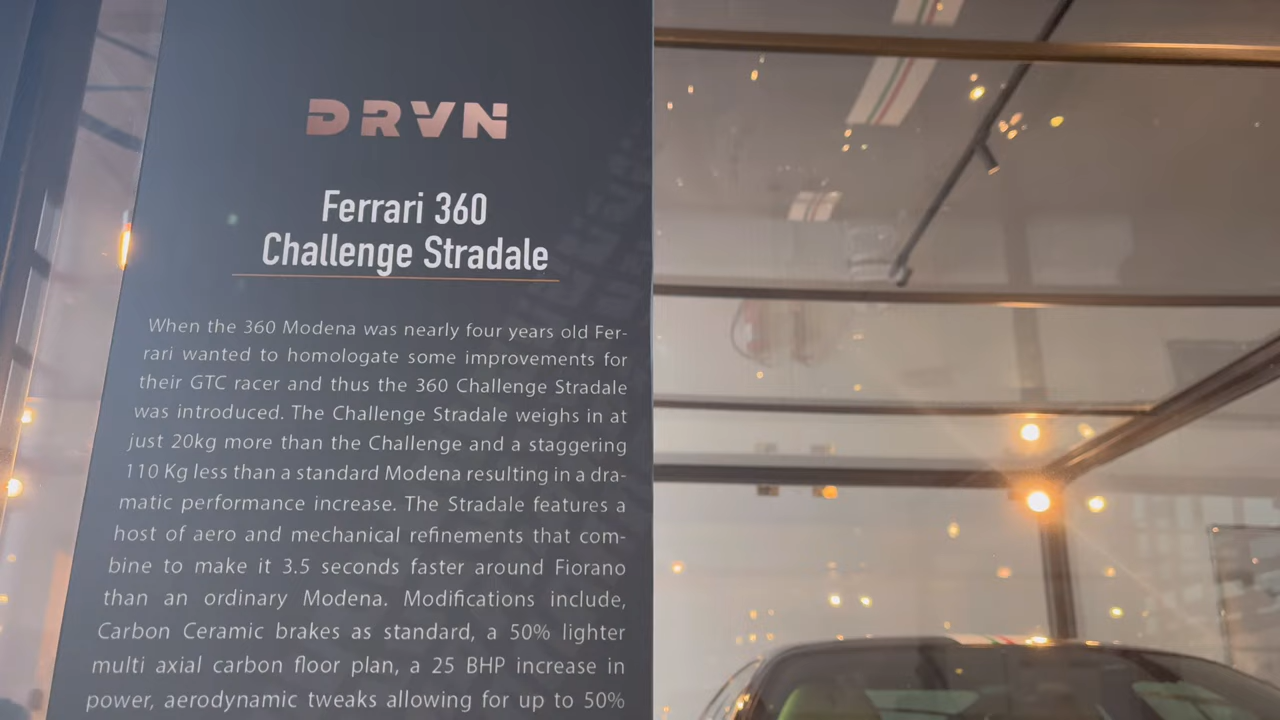 DRVN
Ferrari 360
Challenge Stradale
When the 360 Modena was nearly four years old Fer-
rari wanted to homologate some improvements for
their GTC racer and thus the 360 Challenge Stradale
was introduced. The Challenge Stradale weighs in at
just 20kg more than the Challenge and a staggering
110 Kg less than a standard Modena resulting in a dra-
matic performance increase. The Stradale features a
host of aero and mechanical refinements that com-
bine to make it 3.5 seconds faster around Fiorano
than an ordinary Modena. Modifications include,
Carbon Ceramic brakes as standard, a 50% lighter
multi axial carbon floor plan, a 25 BHP increase in
power, aerodynamic tweaks allowing for up to 50%